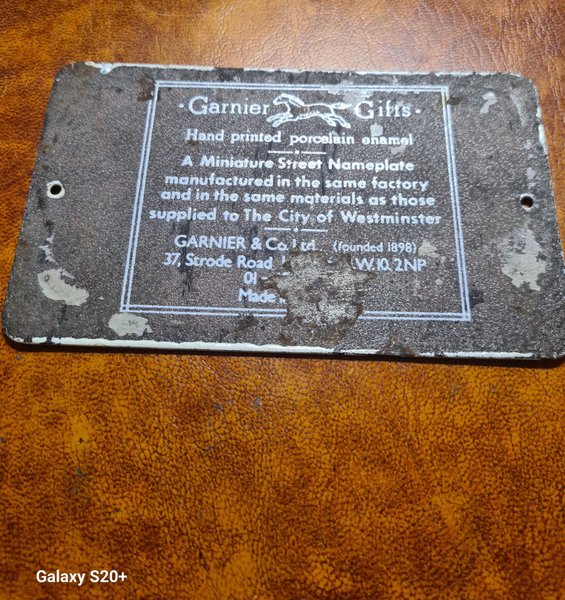 · Garnier Gifts ·
Hand printed porcelain enamel
A Miniature Street Nameplate
manufactured in the same factory
and in the same materials as those
supplied to The City of Westminster
GARNIER & Co. Ltd. (founded 1898)
37, Strode Road W.10. 2NP
01
Made
Galaxy S20+